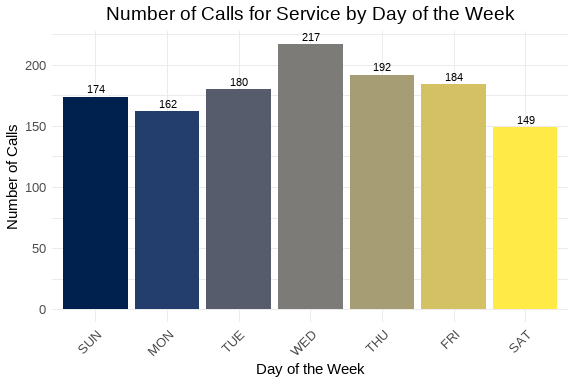 Number of Calls for Service by Day of the Week
217
192
184
180
174
162
149
200
150
100
50
0
Number of Calls
SUN
MON
TUE
WED
THU
FRI
SAT
Day of the Week